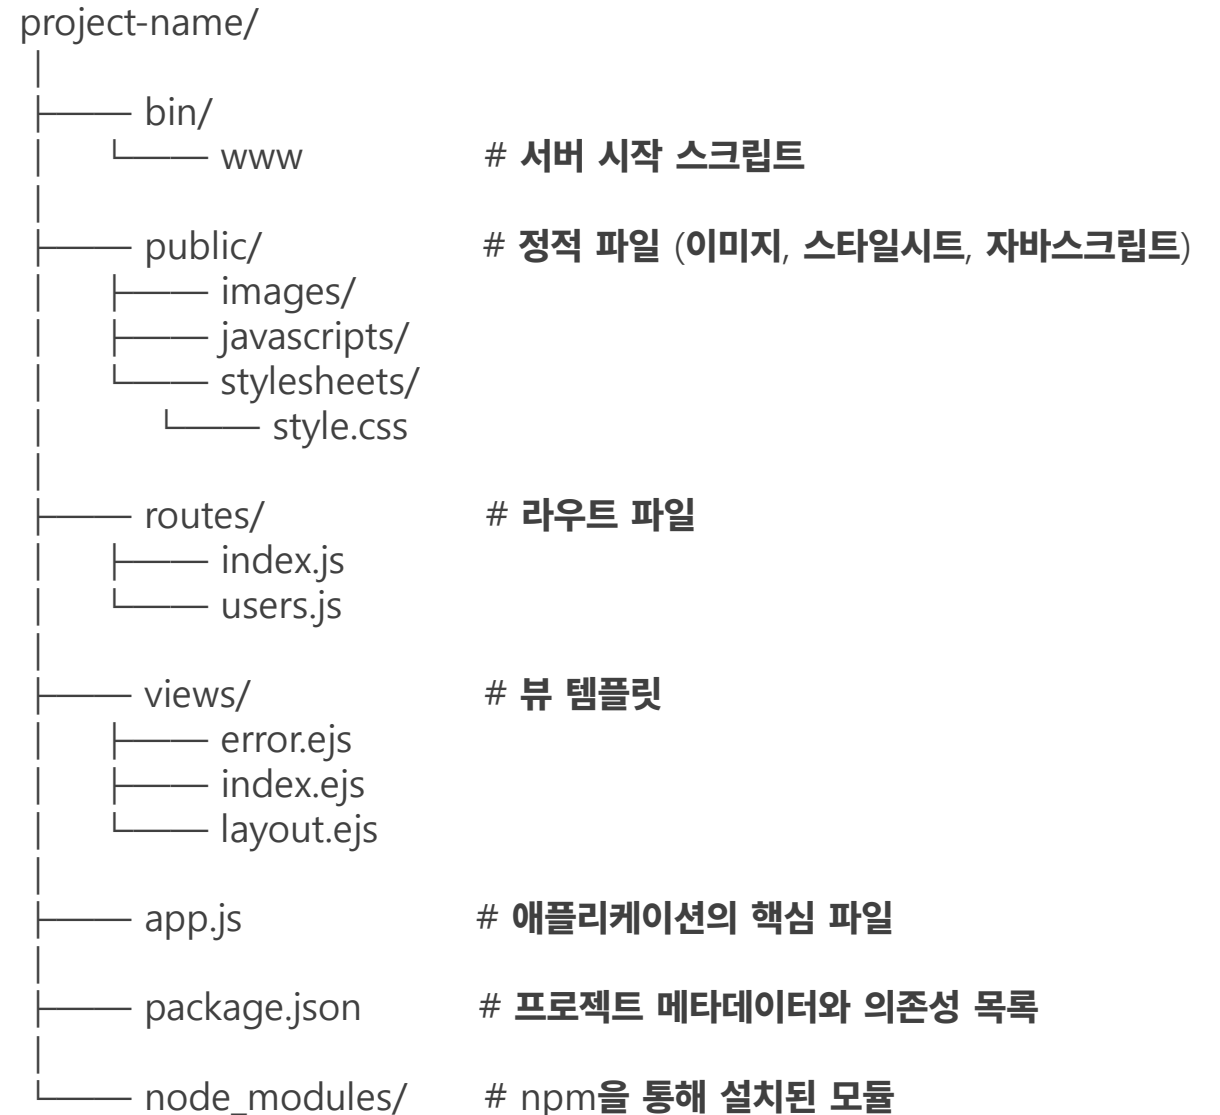 project-name/
bin/
www # 서버 시작 스크립트
public/ # 정적 파일 (이미지, 스타일시트, 자바스크립트)
images/
javascripts/
stylesheets/
style.css
routes/ # 라우트 파일
index.js
users.js
views/ # 뷰 템플릿
error.ejs
index.ejs
layout.ejs
app.js # 애플리케이션의 핵심 파일
package.json # 프로젝트 메타데이터와 의존성 목록
node_modules/ # npm을 통해 설치된 모듈